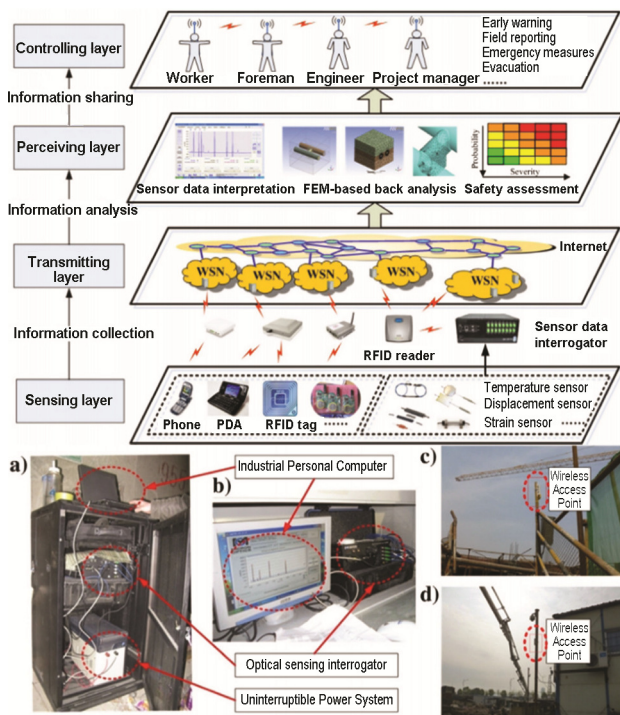 Controlling layer
Information sharing
Perceiving layer
Information analysis
Transmitting
layer
Information collection
Sensing layer
Worker
Foreman
Engineer
Project manager
Early warning
Field reporting
Emergency measures
Evacuation
......
Sensor data interpretation
FEM-based back analysis
Safety assessment
Probability
Severity
Internet
WSN
WSN
WSN
WSN
WSN
RFID reader
Sensor data
interrogator
Phone
PDA
RFID tag
......
Temperature sensor
Displacement sensor
Strain sensor ......
a)
Industrial Personal Computer
b)
Optical sensing interrogator
Uninterruptible Power System
c)
Wireless
Access
Point
d)
Wireless
Access
Point